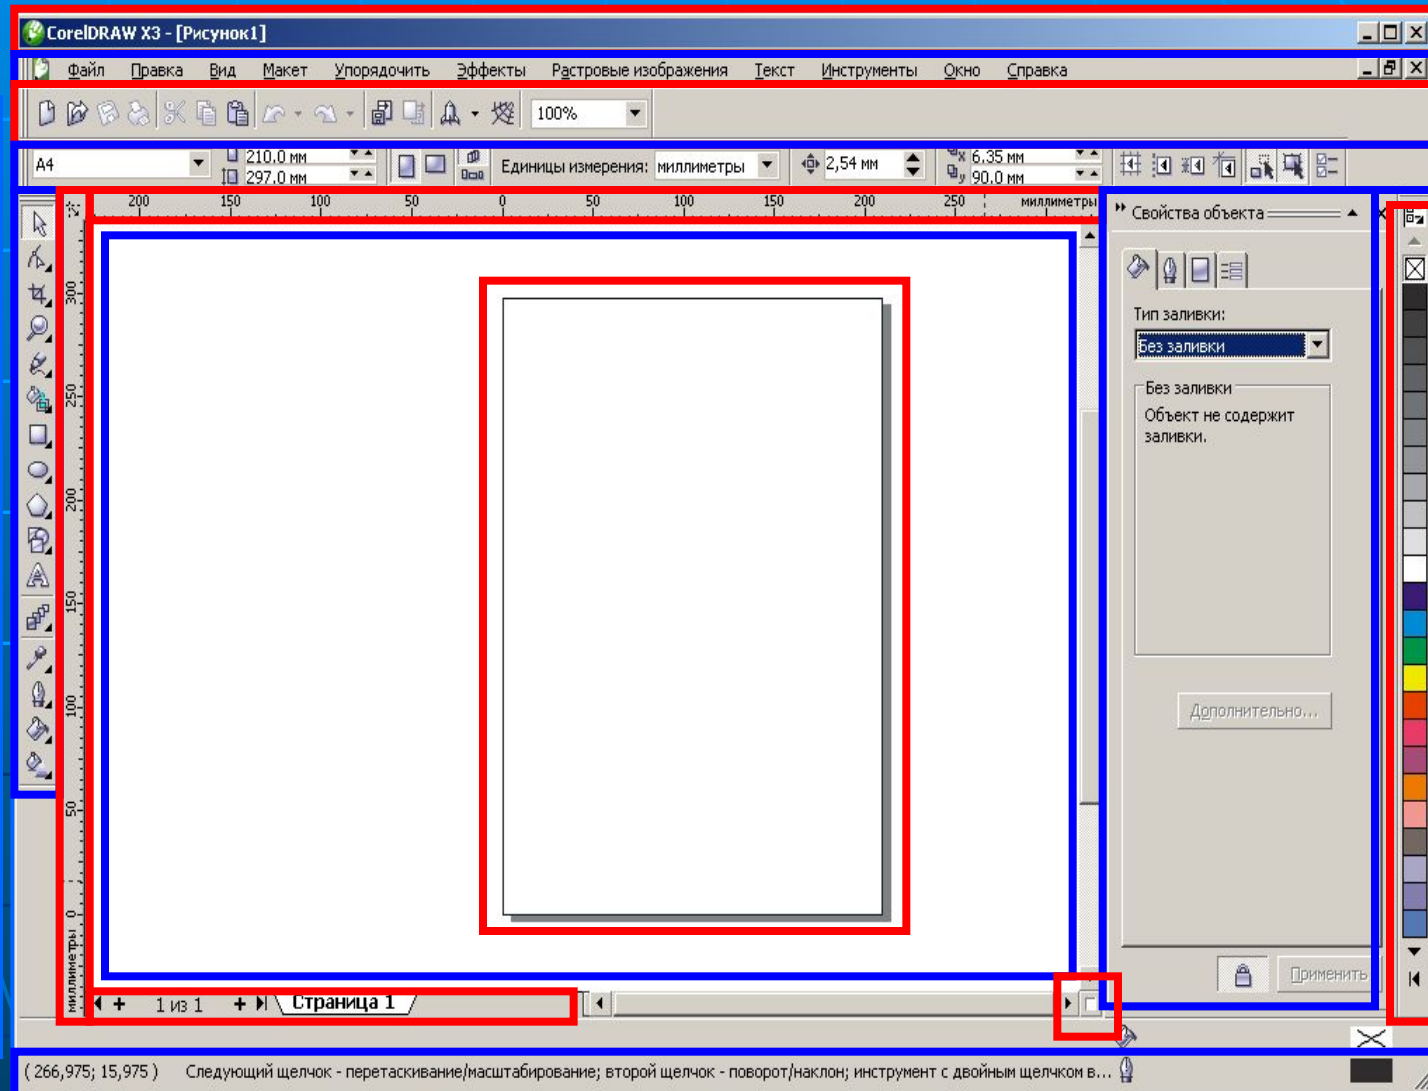 CorelDRAW X3 - [Рисунок1]
Файл Правка Вид Макет Упорядочить Эффекты Растровые изображения Текст Инструменты Окно Справка
100%
A4 210.0 мм 297.0 мм Единицы измерения: миллиметры 2,54 мм x 6.35 мм y 90.0 мм
200 150 100 50 0 50 100 150 200 250 миллиметры
300
250
200
150
100
50
0
миллиметры
Свойства объекта
Тип заливки:
Без заливки
Без заливки
Объект не содержит
заливки.
Дополнительно...
Применить
1 из 1 Страница 1
( 266,975; 15,975 ) Следующий щелчок - перетаскивание/масштабирование; второй щелчок - поворот/наклон; инструмент с двойным щелчком в...